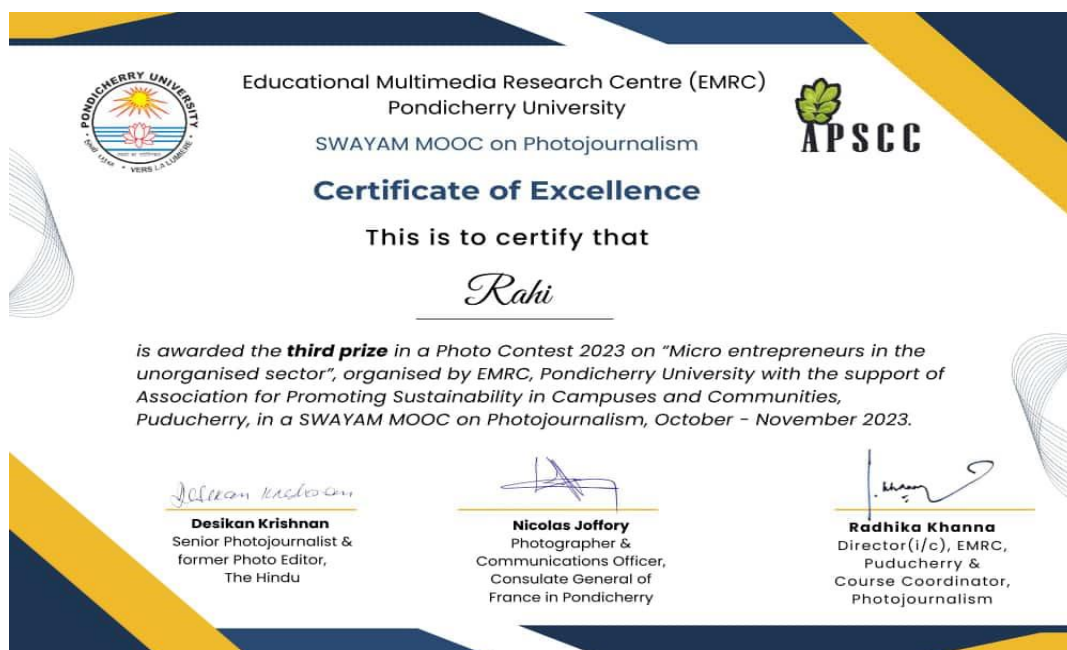 PONDICHERRY UNIVERSITY
VERS LA LUMIERE
APSCC
Educational Multimedia Research Centre (EMRC)
Pondicherry University
SWAYAM MOOC on Photojournalism
Certificate of Excellence
This is to certify that
Rahi
is awarded the third prize in a Photo Contest 2023 on “Micro entrepreneurs in the
unorganised sector”, organised by EMRC, Pondicherry University with the support of
Association for Promoting Sustainability in Campuses and Communities,
Puducherry, in a SWAYAM MOOC on Photojournalism, October - November 2023.
Desikan Krishnan
Senior Photojournalist &
former Photo Editor,
The Hindu
Nicolas Joffory
Photographer &
Communications Officer,
Consulate General of
France in Pondicherry
Radhika Khanna
Director(i/c), EMRC,
Puducherry &
Course Coordinator,
Photojournalism